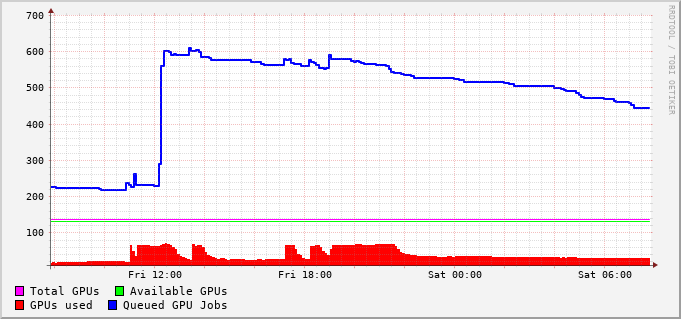 700
600
500
400
300
200
100
Fri 12:00 Fri 18:00 Sat 00:00 Sat 06:00
Total GPUs Available GPUs
GPUs used Queued GPU Jobs
RRDTOOL / TOBI OETIKER